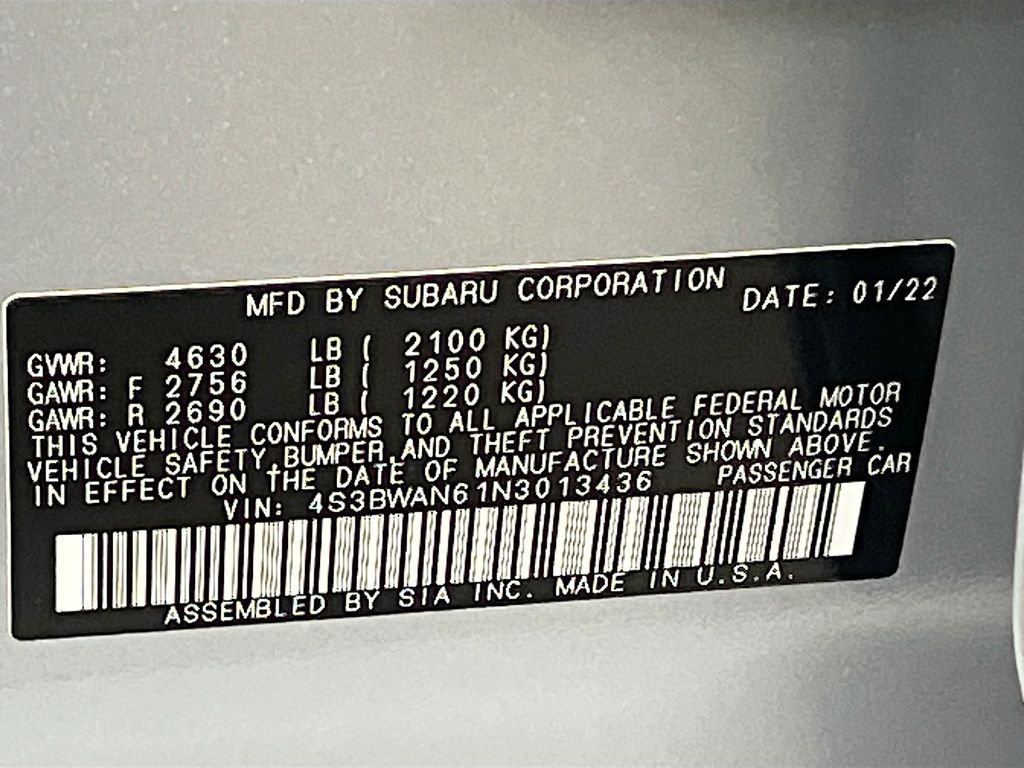 MFD BY SUBARU CORPORATION DATE: 01/22
GVWR: 4630 LB ( 2100 KG)
GAWR: F 2756 LB ( 1250 KG)
GAWR: R 2690 LB ( 1220 KG)
THIS VEHICLE CONFORMS TO ALL APPLICABLE FEDERAL MOTOR
VEHICLE SAFETY,BUMPER,AND THEFT PREVENTION STANDARDS
IN EFFECT ON THE DATE OF MANUFACTURE SHOWN ABOVE.
VIN: 4S3BWAN61N3013436 PASSENGER CAR
ASSEMBLED BY SIA INC. MADE IN U.S.A.